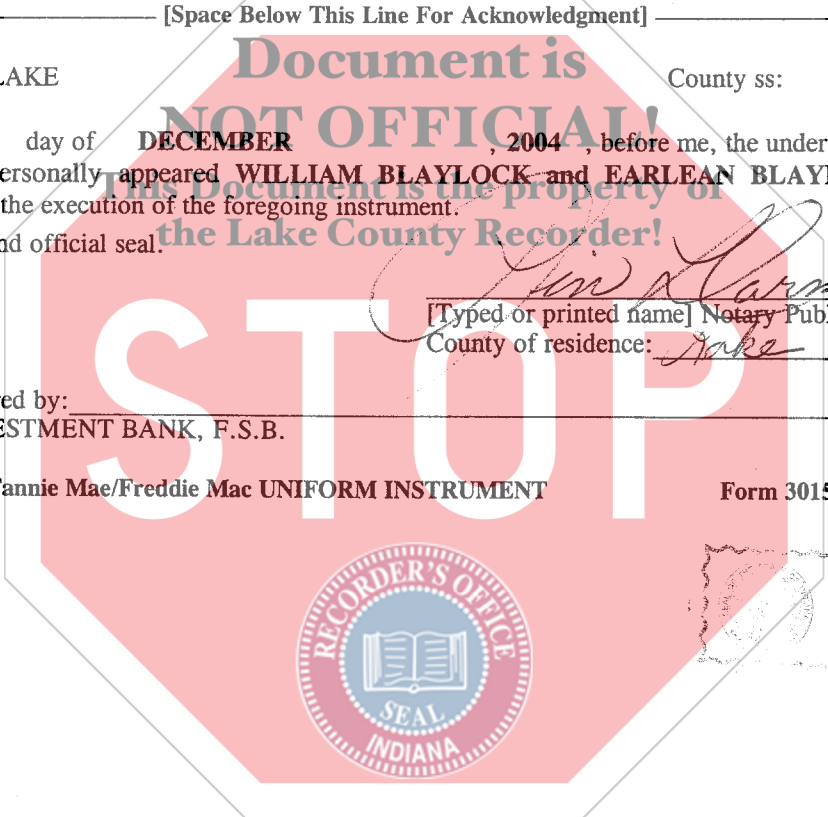 [Space Below This Line For Acknowledgment]
Document is
LAKE County ss:
NOT OFFICIAL!
day of DECEMBER , 2004 , before me, the under
ersonally appeared WILLIAM BLAYLOCK and EARLEAN BLAY
This Document is the property of
the execution of the foregoing instrument.
the Lake County Recorder!
nd official seal.
[Typed or printed name] Notary Publ
County of residence: Lake
STOP
ed by:
ESTMENT BANK, F.S.B.
Fannie Mae/Freddie Mac UNIFORM INSTRUMENT Form 3015
RECORDER'S OFFICE
SEAL
INDIANA